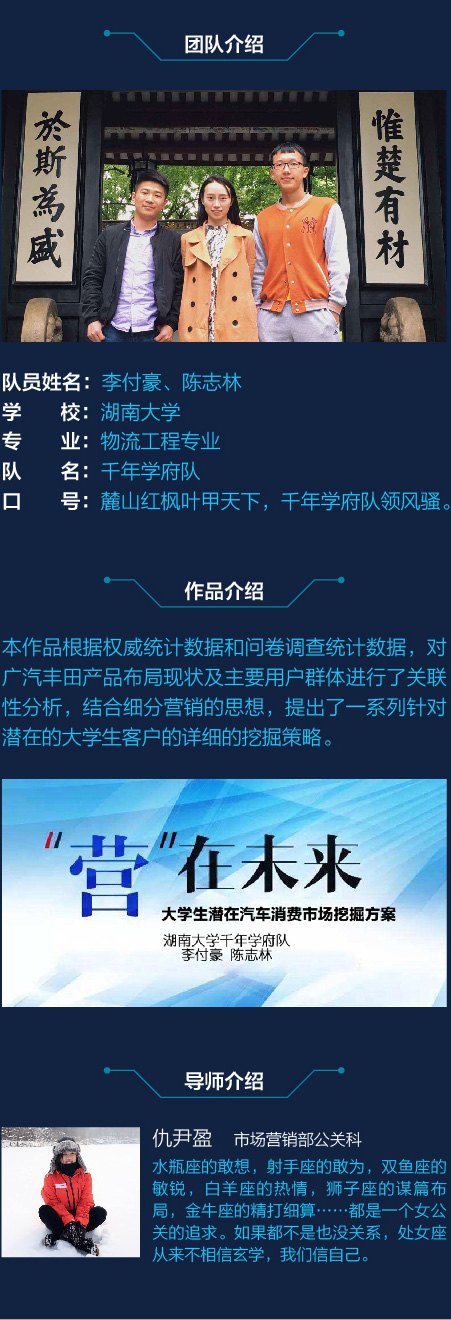 团队介绍
於斯為盛
惟楚有材
队员姓名：李付豪、陈志林
学 校：湖南大学
专 业：物流工程专业
队 名：千年学府队
口 号：麓山红枫叶甲天下，千年学府队领风骚。
作品介绍
本作品根据权威统计数据和问卷调查统计数据，对
广汽丰田产品布局现状及主要用户群体进行了关联
性分析，结合细分营销的思想，提出了一系列针对
潜在的大学生客户的详细的挖掘策略。
“营”在未来
大学生潜在汽车消费市场挖掘方案
湖南大学千年学府队
李付豪 陈志林
导师介绍
仇尹盈 市场营销部公关科
水瓶座的敢想，射手座的敢为，双鱼座的
敏锐，白羊座的热情，狮子座的谋篇布
局，金牛座的精打细算……都是一个女公
关的追求。如果都不是也没关系，处女座
从来不相信玄学，我们信自己。